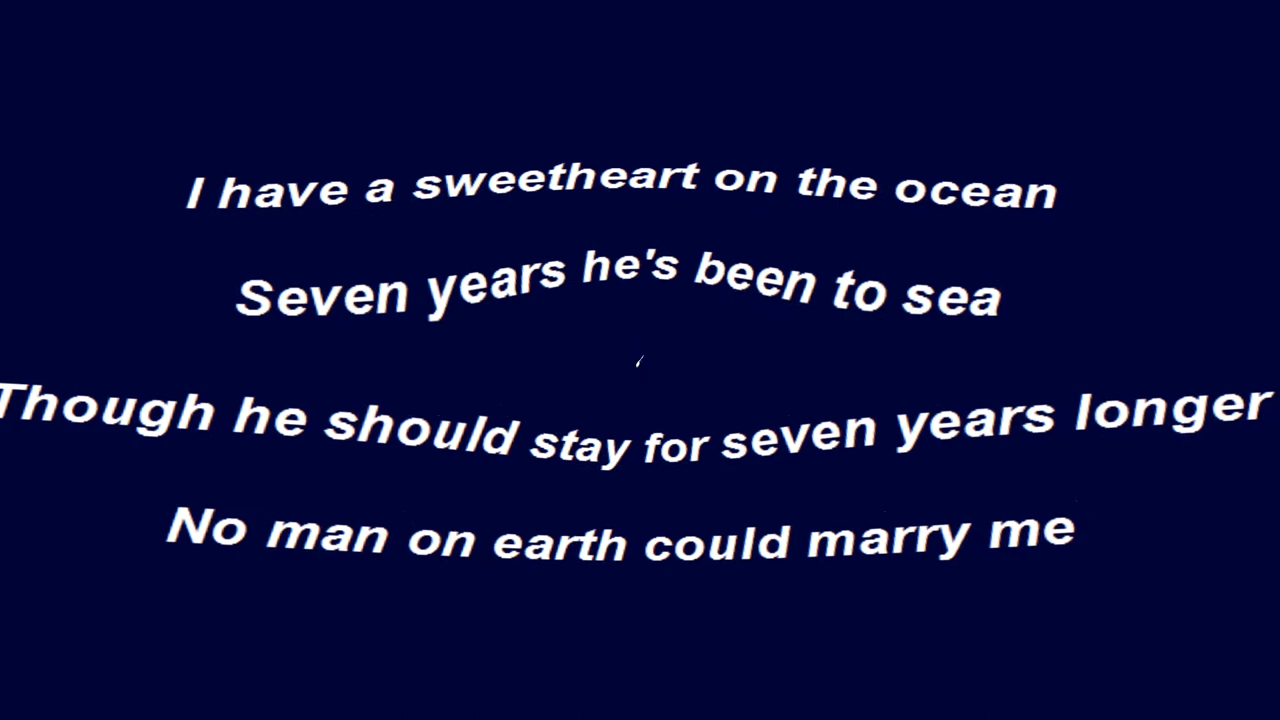 I have a sweetheart on the ocean
Seven years he's been to sea
Though he should stay for seven years longer
No man on earth could marry me